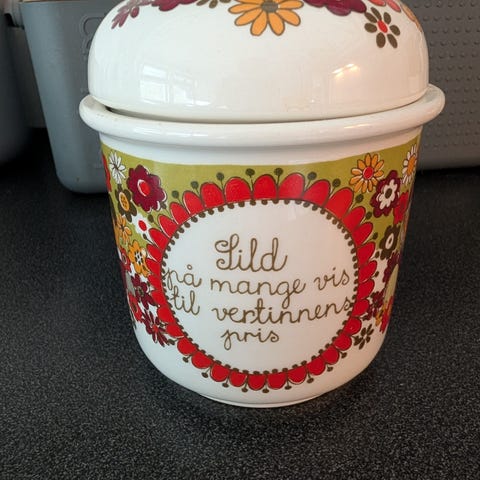 Sild
på mange vis
til vertinnens
pris